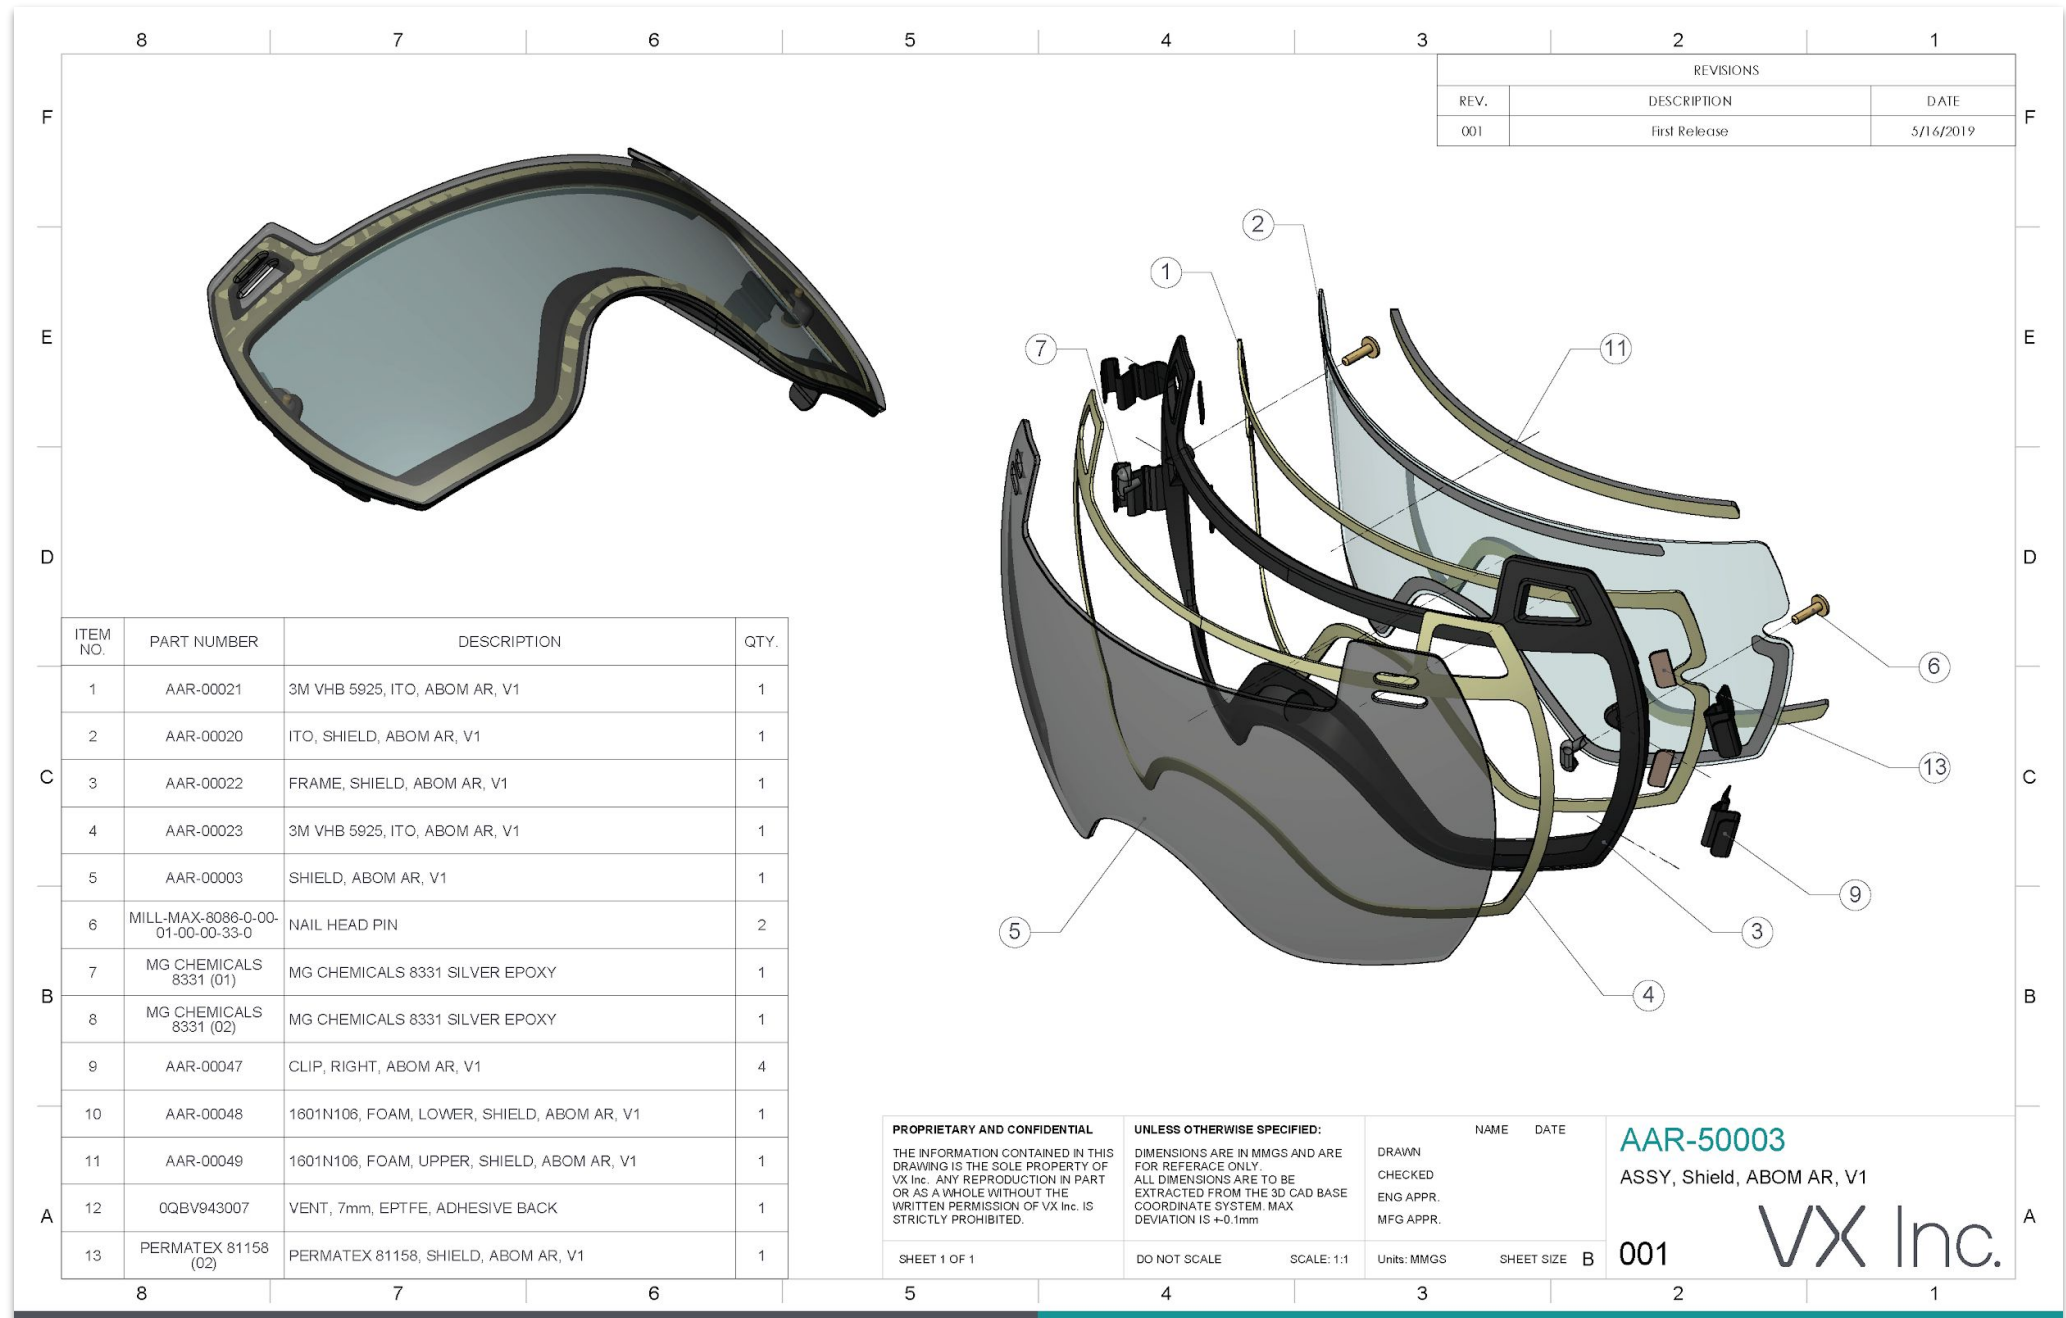 8 7 6 5 4 3 2 1
REVISIONS
REV. DESCRIPTION DATE
001 First Release 5/16/2019
F F
E E
D D
C C
B B
A A
2
1
7
11
6
13
9
5
3
4
ITEM NO. PART NUMBER DESCRIPTION QTY.
1 AAR-00021 3M VHB 5925, ITO, ABOM AR, V1 1
2 AAR-00020 ITO, SHIELD, ABOM AR, V1 1
3 AAR-00022 FRAME, SHIELD, ABOM AR, V1 1
4 AAR-00023 3M VHB 5925, ITO, ABOM AR, V1 1
5 AAR-00003 SHIELD, ABOM AR, V1 1
6 MILL-MAX-8086-0-00-01-00-00-33-0 NAIL HEAD PIN 2
7 MG CHEMICALS 8331 (01) MG CHEMICALS 8331 SILVER EPOXY 1
8 MG CHEMICALS 8331 (02) MG CHEMICALS 8331 SILVER EPOXY 1
9 AAR-00047 CLIP, RIGHT, ABOM AR, V1 4
10 AAR-00048 1601N106, FOAM, LOWER, SHIELD, ABOM AR, V1 1
11 AAR-00049 1601N106, FOAM, UPPER, SHIELD, ABOM AR, V1 1
12 0QBV943007 VENT, 7mm, EPTFE, ADHESIVE BACK 1
13 PERMATEX 81158 (02) PERMATEX 81158, SHIELD, ABOM AR, V1 1
PROPRIETARY AND CONFIDENTIAL
THE INFORMATION CONTAINED IN THIS
DRAWING IS THE SOLE PROPERTY OF
VX Inc. ANY REPRODUCTION IN PART
OR AS A WHOLE WITHOUT THE
WRITTEN PERMISSION OF VX Inc. IS
STRICTLY PROHIBITED.
SHEET 1 OF 1
UNLESS OTHERWISE SPECIFIED:
DIMENSIONS ARE IN MMGS AND ARE
FOR REFERACE ONLY.
ALL DIMENSIONS ARE TO BE
EXTRACTED FROM THE 3D CAD BASE
COORDINATE SYSTEM. MAX
DEVIATION IS +-0.1mm
DO NOT SCALE SCALE: 1:1
NAME DATE
DRAWN
CHECKED
ENG APPR.
MFG APPR.
Units: MMGS SHEET SIZE B
AAR-50003
ASSY, Shield, ABOM AR, V1
001
VX Inc.
8 7 6 5 4 3 2 1